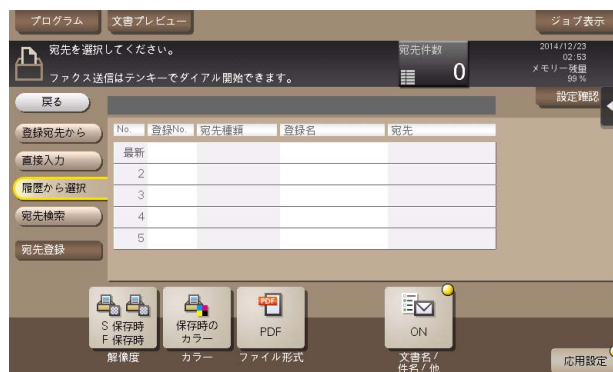 プログラム
文書プレビュー
ジョブ表示
宛先を選択してください。
ファクス送信はテンキーでダイアル開始できます。
宛先件数
0
2014/12/23
02:53
メモリー残量
99 %
戻る
設定確認
登録宛先から
直接入力
履歴から選択
宛先検索
宛先登録
No. 登録No. 宛先種類 登録名 宛先
最新
2
3
4
5
S 保存時
F 保存時
解像度
保存時の
カラー
カラー
PDF
PDF
ファイル形式
ON
文書名/
件名/他
応用設定